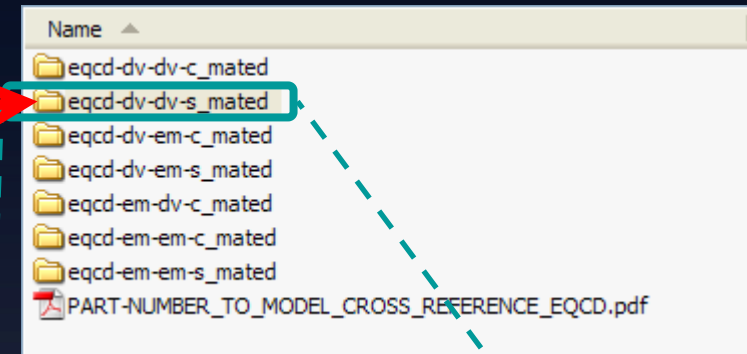 Name
eqcd-dv-dv-c_mated
eqcd-dv-dv-s_mated
eqcd-dv-em-c_mated
eqcd-dv-em-s_mated
eqcd-em-dv-c_mated
eqcd-em-em-c_mated
eqcd-em-em-s_mated
PART-NUMBER_TO_MODEL_CROSS_REFERENCE_EQCD.pdf